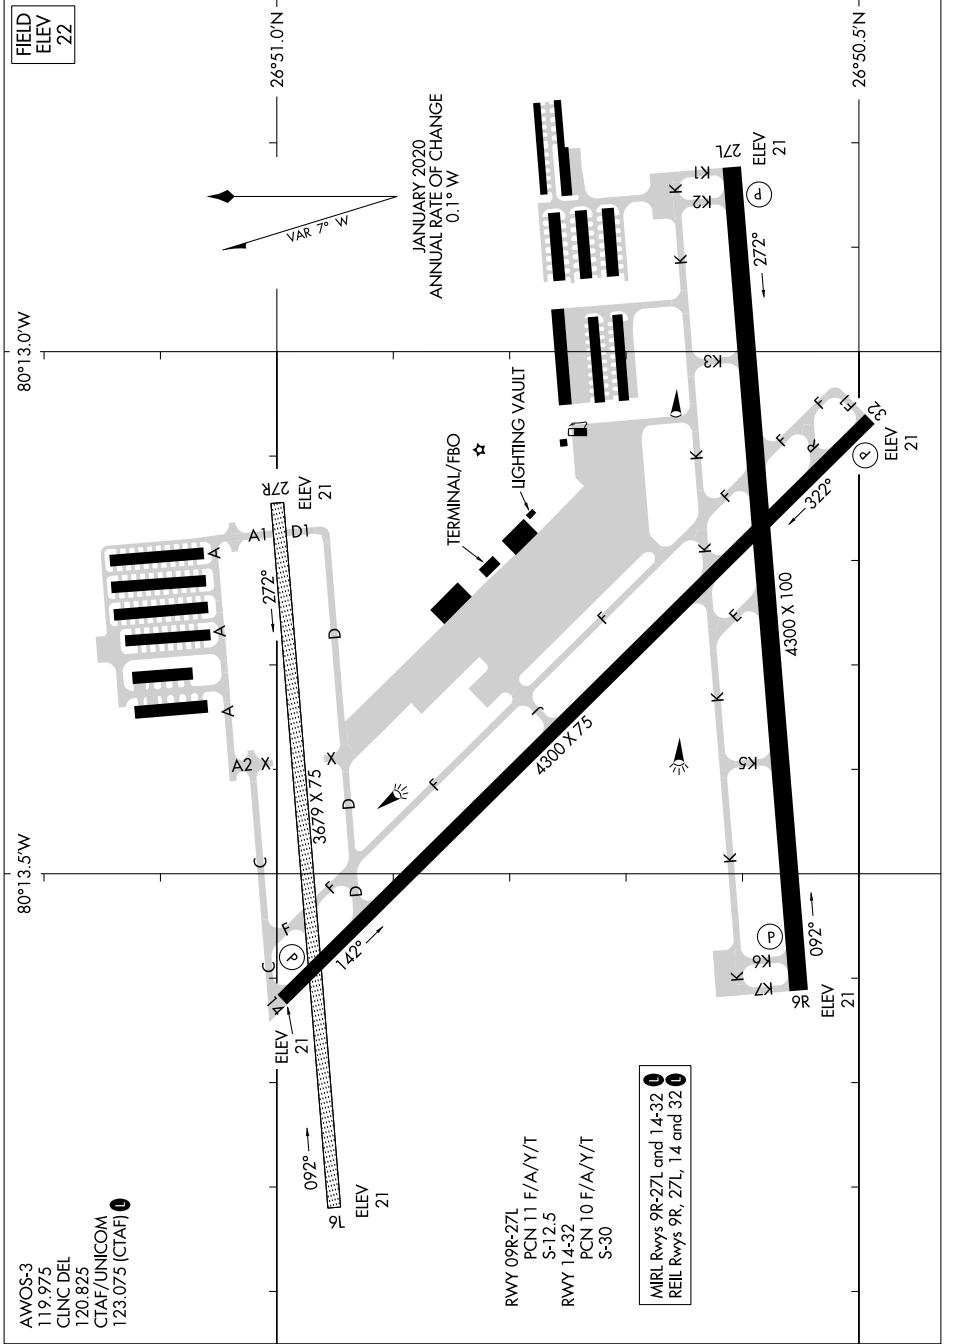 FIELD
ELEV
22
AWOS-3
119.975
CLNC DEL
120.825
CTAF/UNICOM
123.075 (CTAF) L
80°13.5'W
80°13.0'W
26°51.0'N
26°50.5'N
VAR 7° W
JANUARY 2020
ANNUAL RATE OF CHANGE
0.1° W
A
A
A
A1
D1
A2
X
X
C
C
D
D
D
F
F
F
F
F
F
F
F1
27R
ELEV
21
272°
3679 X 75
092°
9L
ELEV
21
14
ELEV
21
P
142°
4300 X 75
J
TERMINAL/FBO
LIGHTING VAULT
322°
32
ELEV
21
P
R
E
K
K
K
K
K
K
K
K1
K2
K3
K5
K6
K7
27L
ELEV
21
P
272°
4300 X 100
092°
9R
ELEV
21
P
RWY 09R-27L
PCN 11 F/A/Y/T
S-12.5
RWY 14-32
PCN 10 F/A/Y/T
S-30
MIRL Rwys 9R-27L and 14-32 L
REIL Rwys 9R, 27L, 14 and 32 L